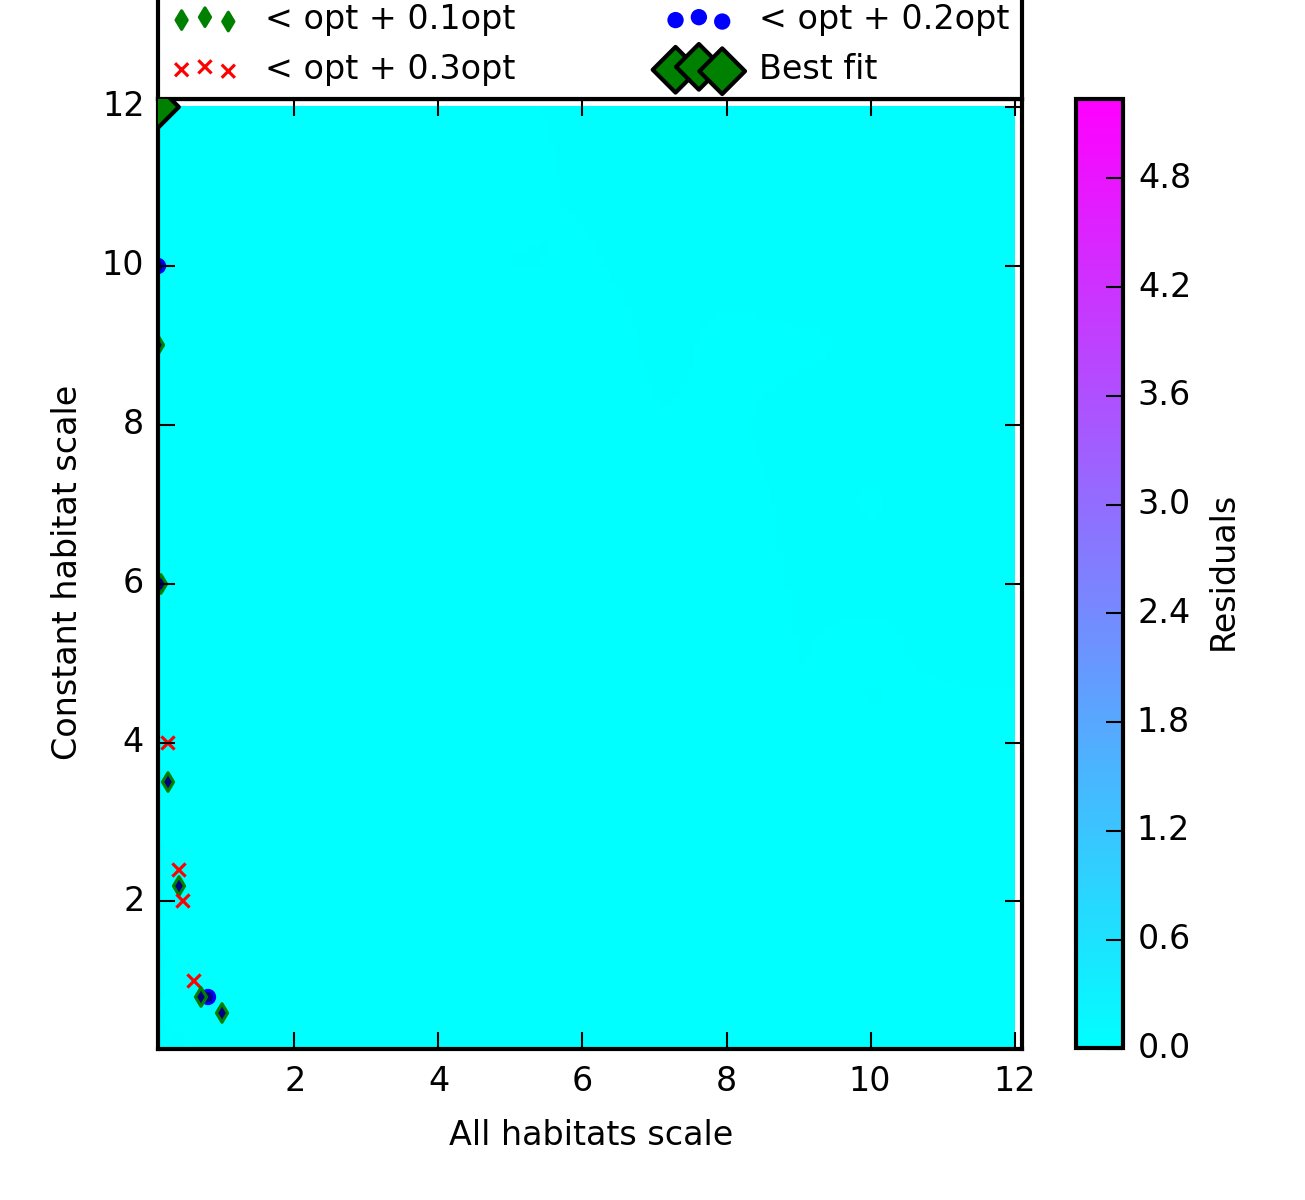 < opt + 0.1opt
< opt + 0.2opt
< opt + 0.3opt
Best fit
12
10
8
6
4
2
Constant habitat scale
2 4 6 8 10 12
All habitats scale
4.8
4.2
3.6
3.0
2.4
1.8
1.2
0.6
0.0
Residuals